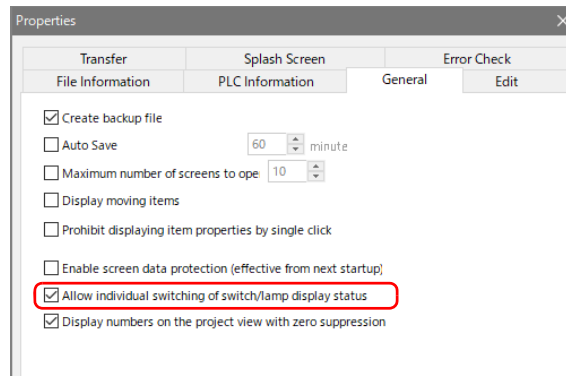 Properties
Transfer Splash Screen Error Check
File Information PLC Information General Edit
Create backup file
Auto Save 60 minute
Maximum number of screens to ope 10
Display moving items
Prohibit displaying item properties by single click
Enable screen data protection (effective from next startup)
Allow individual switching of switch/lamp display status
Display numbers on the project view with zero suppression